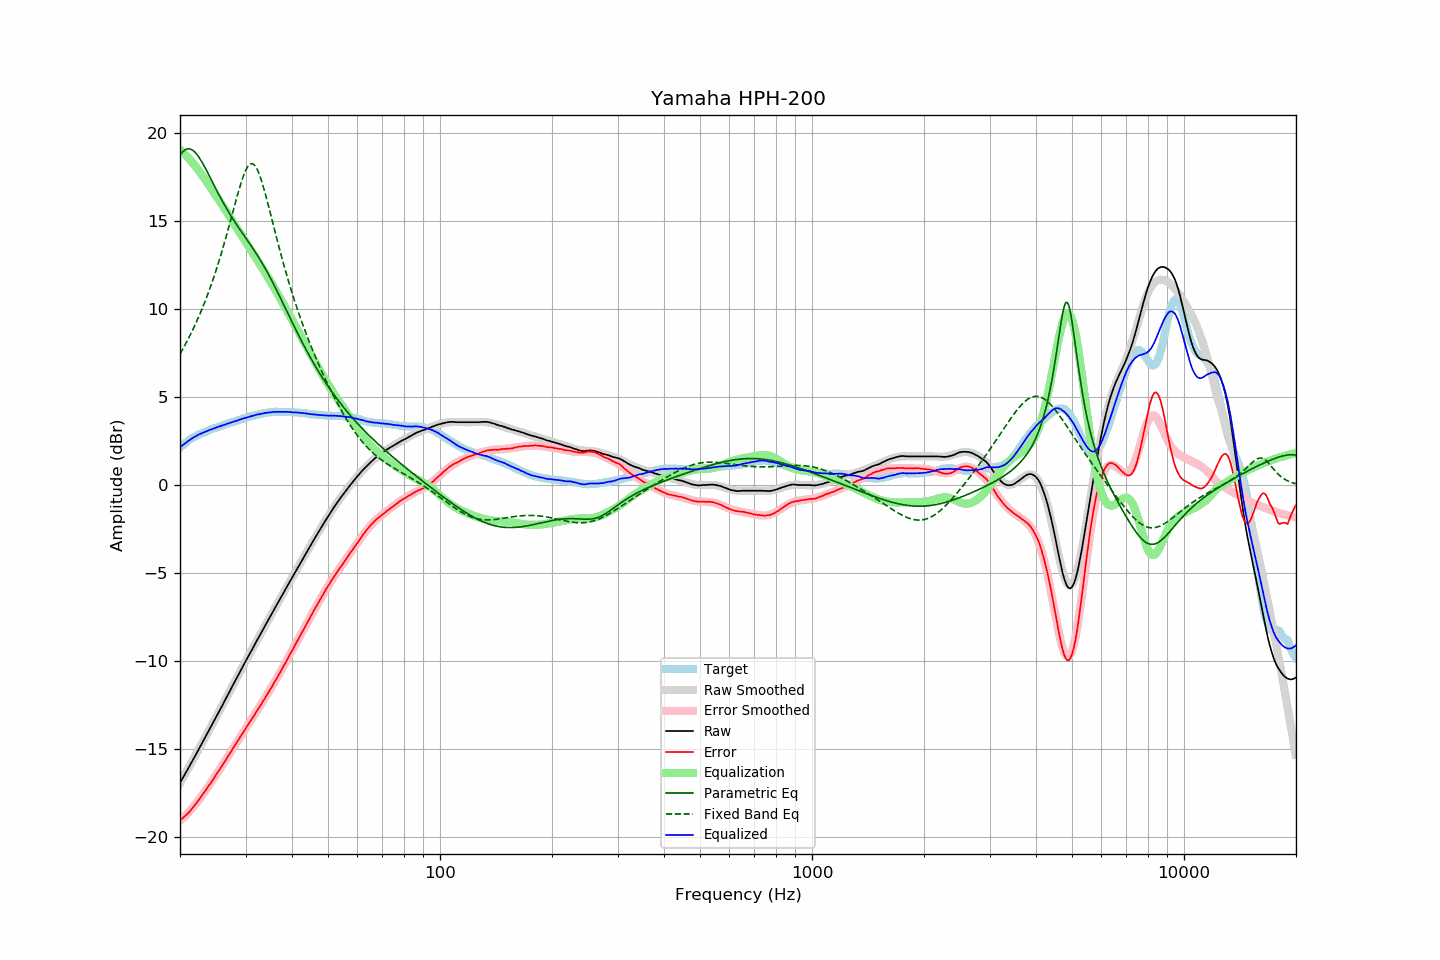 Yamaha HPH-200
20
15
10
5
0
−5
−10
−15
−20
Amplitude (dBr)
100
1000
10000
Frequency (Hz)
Target
Raw Smoothed
Error Smoothed
Raw
Error
Equalization
Parametric Eq
Fixed Band Eq
Equalized